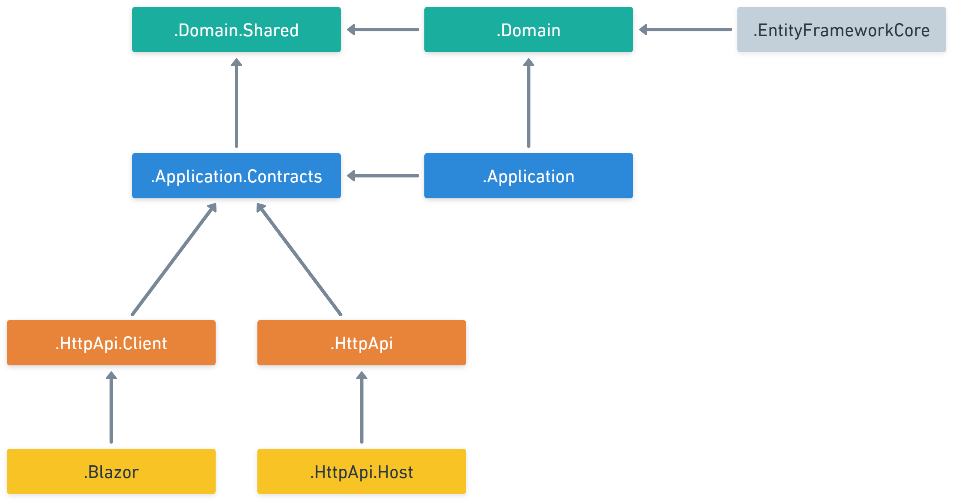 .Domain.Shared
.Domain
.EntityFrameworkCore
.Application.Contracts
.Application
.HttpApi.Client
.HttpApi
.Blazor
.HttpApi.Host